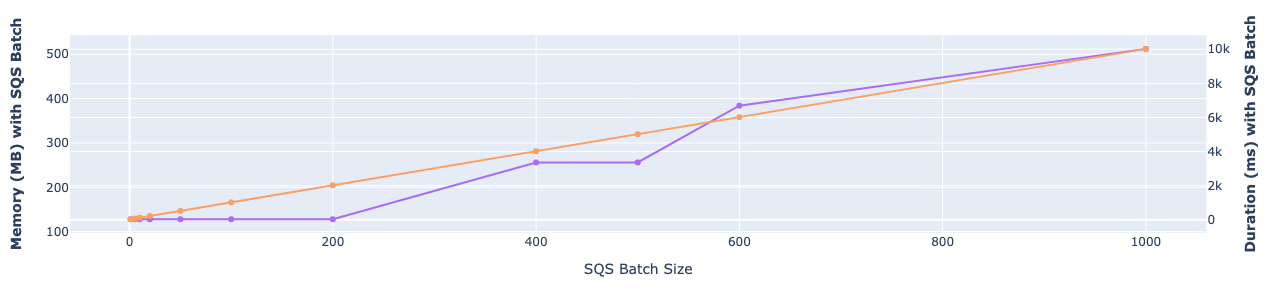 Memory (MB) with SQS Batch
500
400
300
200
100
10k
8k
6k
4k
2k
0
Duration (ms) with SQS Batch
0
200
400
600
800
1000
SQS Batch Size